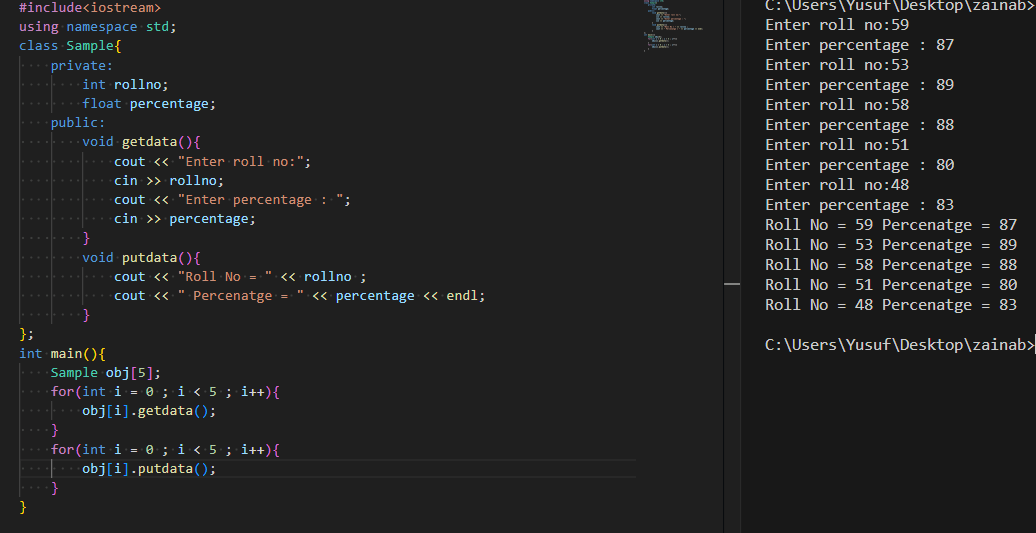 #include<iostream>
using namespace std;
class Sample{
    private:
        int rollno;
        float percentage;
    public:
        void getdata(){
            cout << "Enter roll no:";
            cin >> rollno;
            cout << "Enter percentage : ";
            cin >> percentage;
        }
        void putdata(){
            cout << "Roll No = " << rollno ;
            cout << " Percenatge = " << percentage << endl;
        }
};
int main(){
    Sample obj[5];
    for(int i = 0 ; i < 5 ; i++){
        obj[i].getdata();
    }
    for(int i = 0 ; i < 5 ; i++){
        obj[i].putdata();
    }
}
C:\Users\Yusuf\Desktop\zainab>
Enter roll no:59
Enter percentage : 87
Enter roll no:53
Enter percentage : 89
Enter roll no:58
Enter percentage : 88
Enter roll no:51
Enter percentage : 80
Enter roll no:48
Enter percentage : 83
Roll No = 59 Percenatge = 87
Roll No = 53 Percenatge = 89
Roll No = 58 Percenatge = 88
Roll No = 51 Percenatge = 80
Roll No = 48 Percenatge = 83
C:\Users\Yusuf\Desktop\zainab>